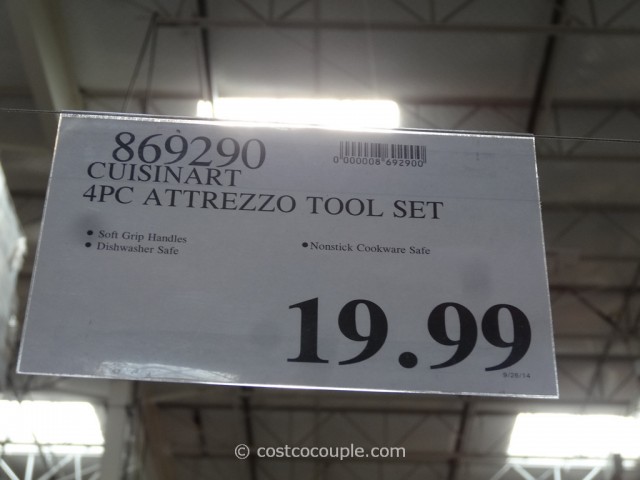 869290
0"000008"692900"
CUISINART
4PC ATTREZZO TOOL SET
• Soft Grip Handles
• Dishwasher Safe
• Nonstick Cookware Safe
19.99
9/26/14
© costcocouple.com